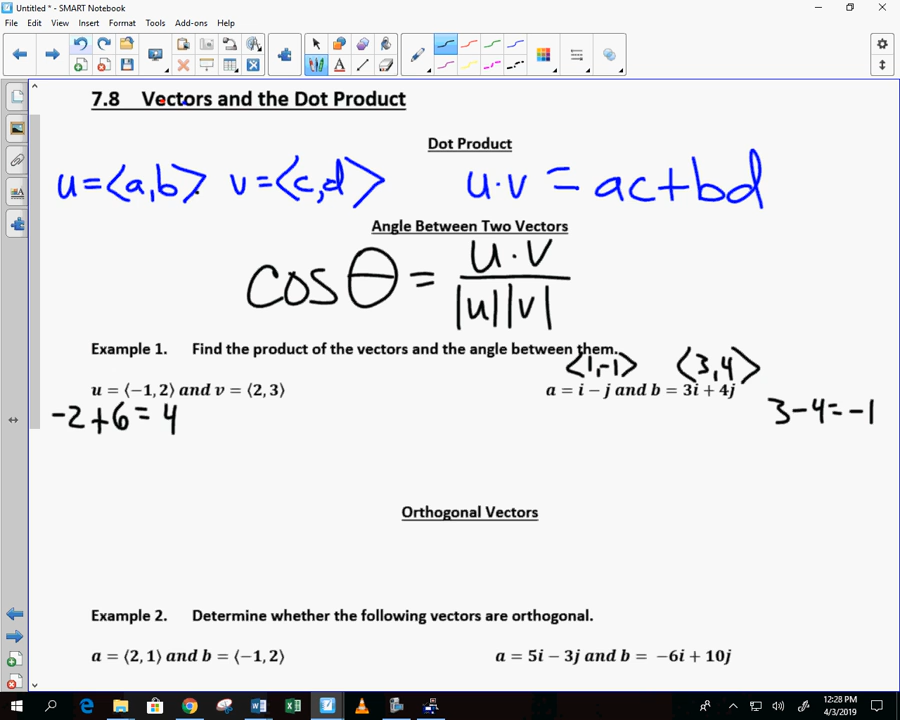 Untitled * - SMART Notebook
File Edit View Insert Format Tools Add-ons Help
7.8 Vectors and the Dot Product
Dot Product
u=⟨a,b⟩. v=⟨c,d⟩ u·v = ac+bd
Angle Between Two Vectors
cos θ = u·v / |u||v|
Example 1. Find the product of the vectors and the angle between them.
⟨1,-1⟩ ⟨3,4⟩
u = ⟨−1, 2⟩ and v = ⟨2, 3⟩ a = i − j and b = 3i + 4j
-2+6=4 3-4=-1
Orthogonal Vectors
Example 2. Determine whether the following vectors are orthogonal.
a = ⟨2, 1⟩ and b = ⟨−1, 2⟩ a = 5i − 3j and b = −6i + 10j
12:28 PM
4/3/2019